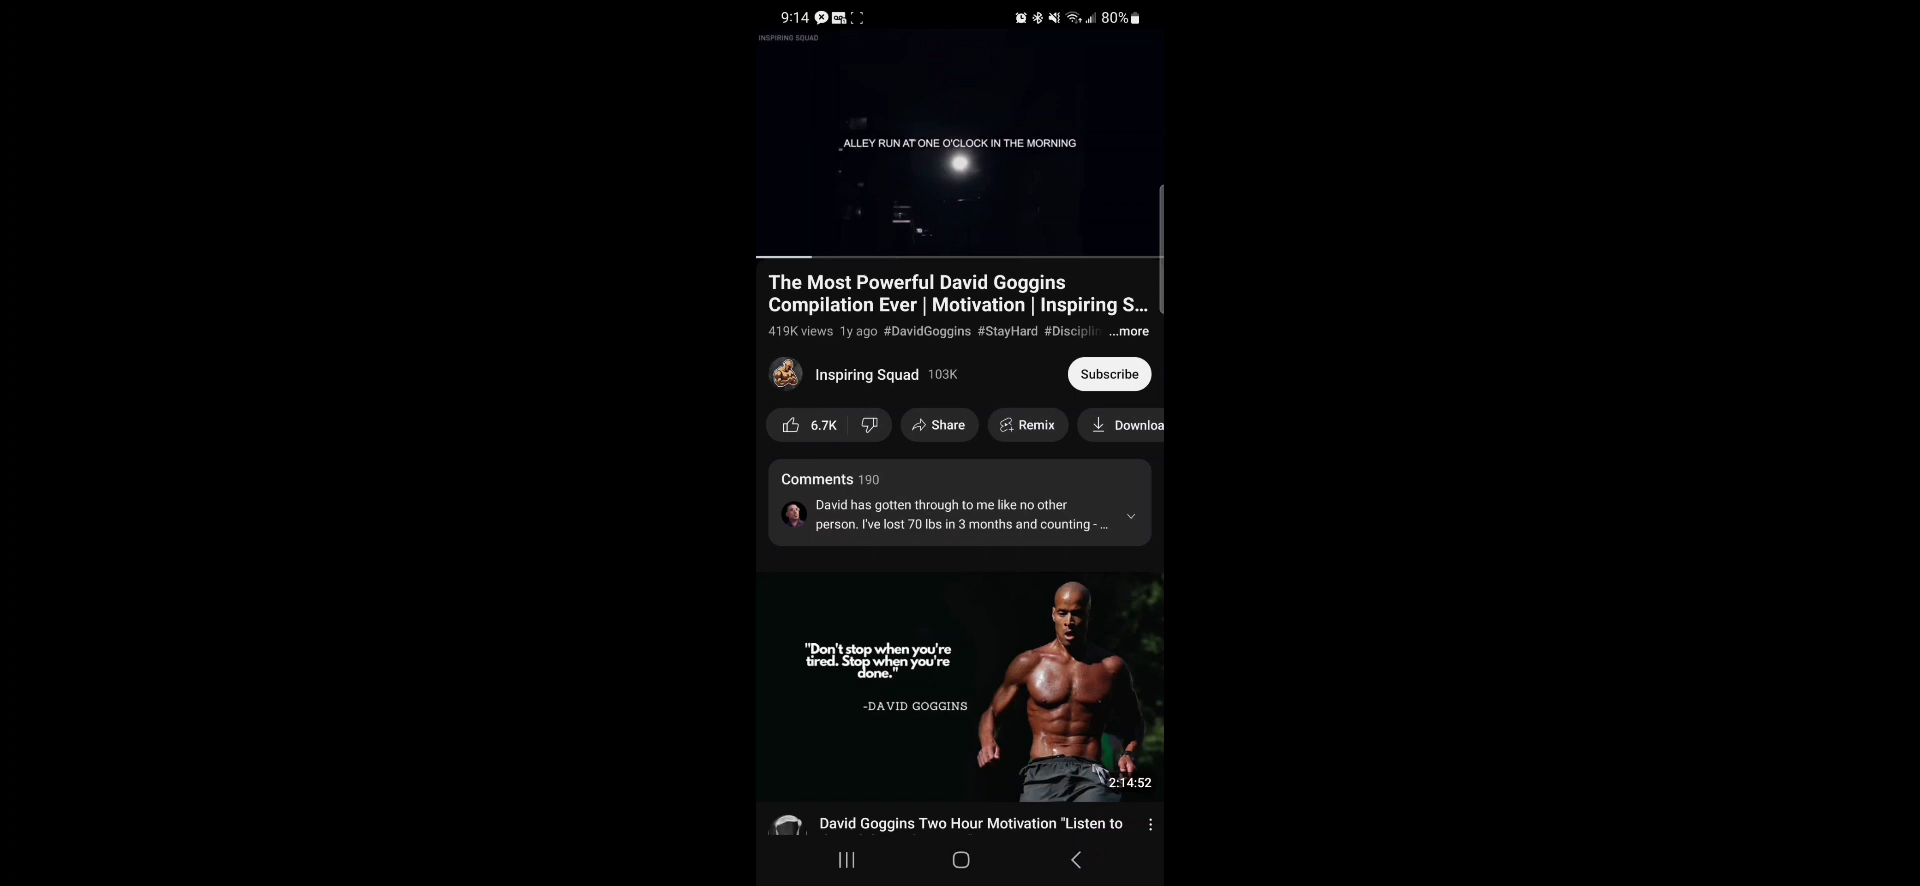 9:14
80%
INSPIRING SQUAD
ALLEY RUN AT ONE O'CLOCK IN THE MORNING
The Most Powerful David Goggins
Compilation Ever | Motivation | Inspiring S...
419K views 1y ago #DavidGoggins #StayHard #Disciplin ...more
Inspiring Squad 103K
Subscribe
6.7K
Share
Remix
Downloa
Comments 190
David has gotten through to me like no other
person. I've lost 70 lbs in 3 months and counting - ...
"Don't stop when you're
tired. Stop when you're
done."
-DAVID GOGGINS
2:14:52
David Goggins Two Hour Motivation "Listen to